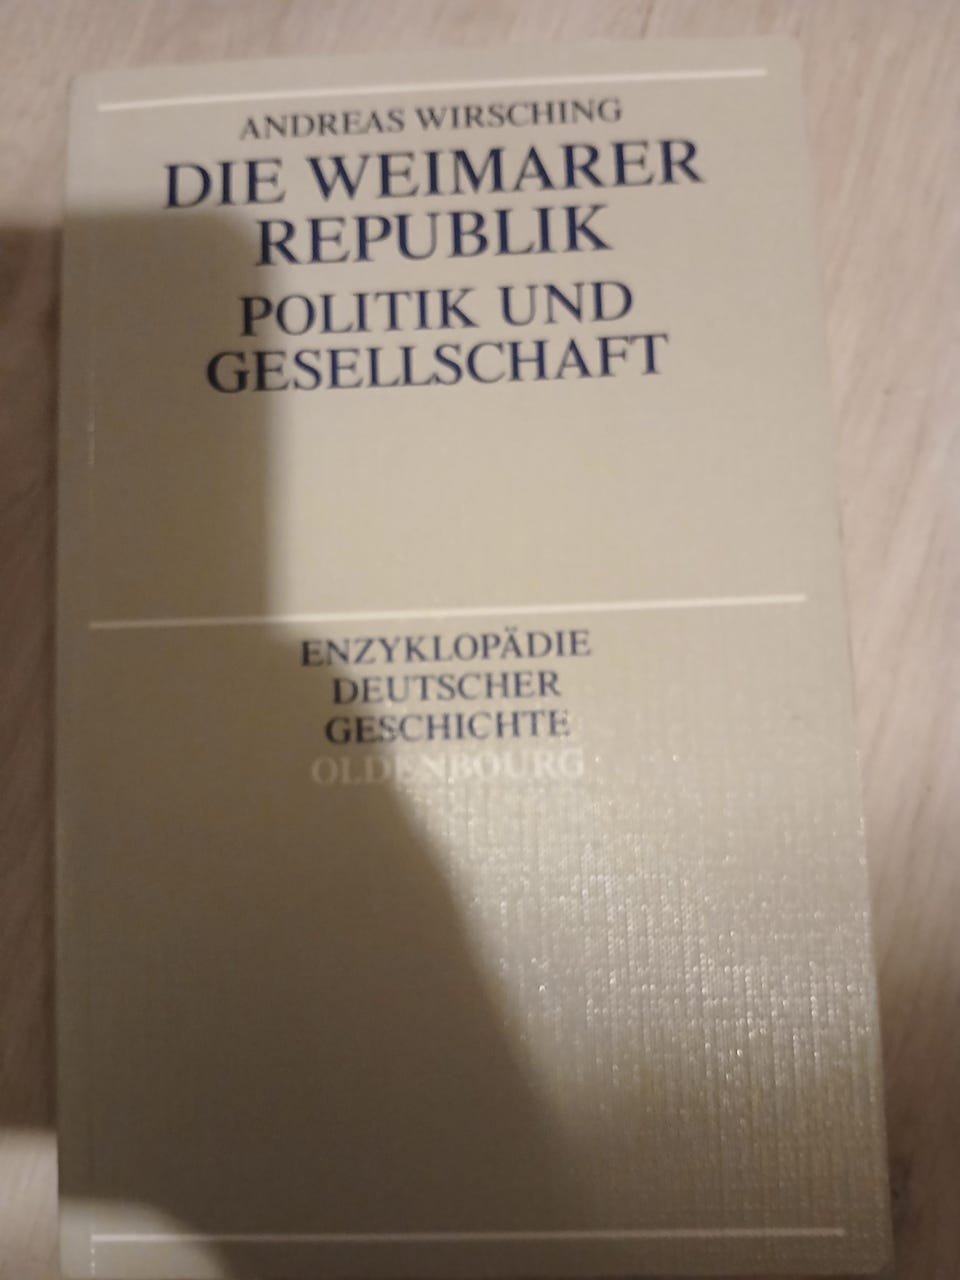 ANDREAS WIRSCHING
DIE WEIMARER
REPUBLIK
POLITIK UND
GESELLSCHAFT
ENZYKLOPÄDIE
DEUTSCHER
GESCHICHTE
OLDENBOURG